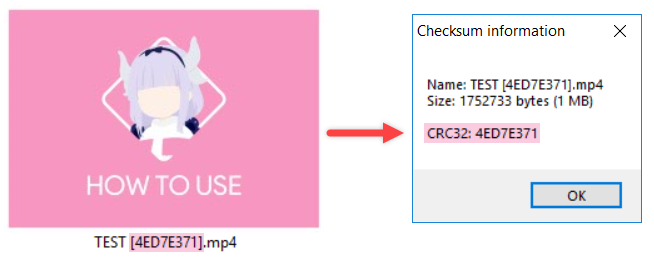 HOW TO USE
TEST [4ED7E371].mp4
Checksum information
Name: TEST [4ED7E371].mp4
Size: 1752733 bytes (1 MB)
CRC32: 4ED7E371
OK